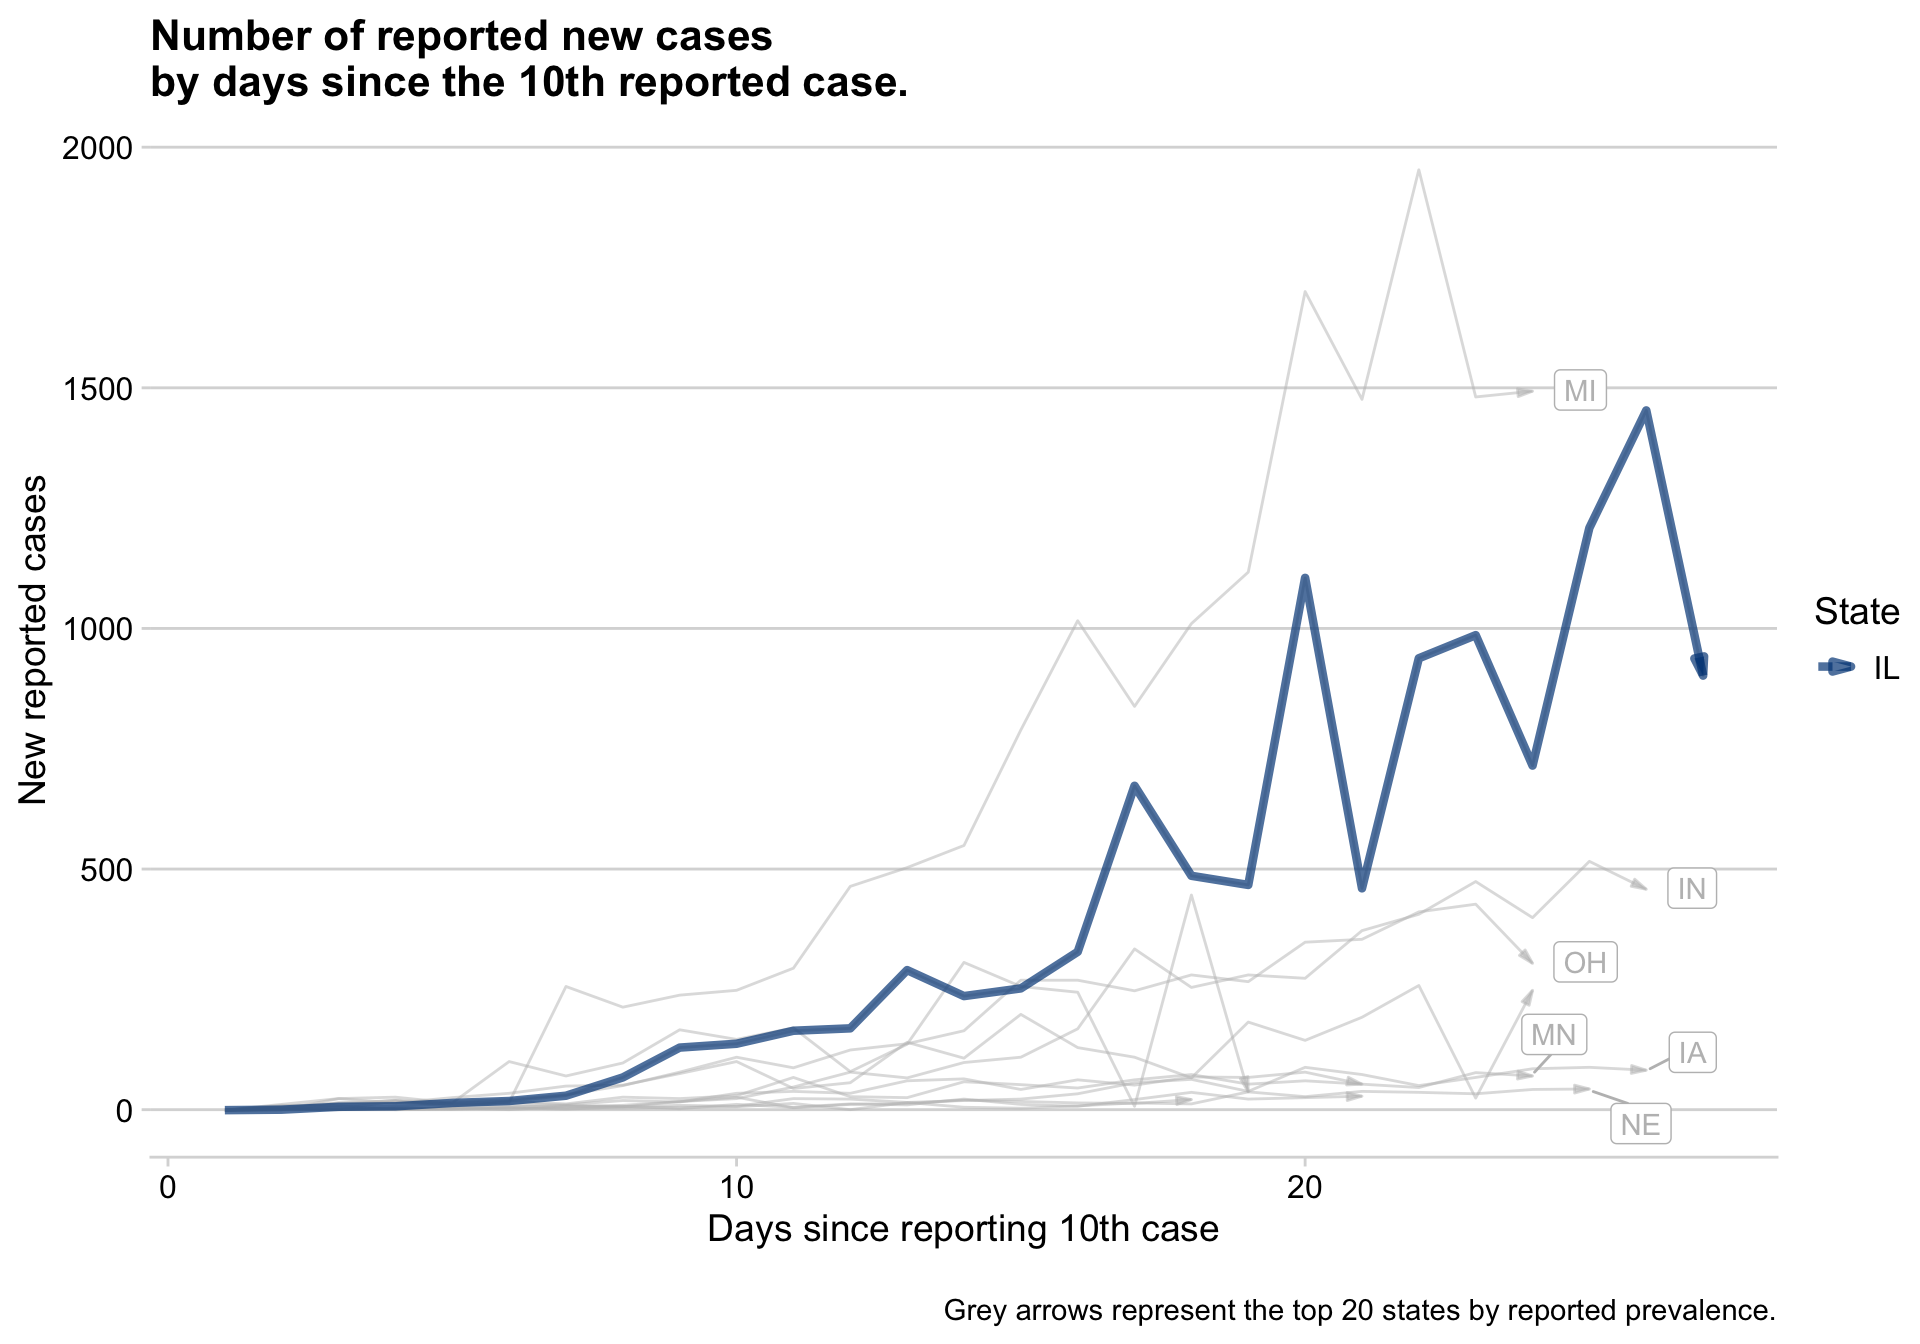 Number of reported new cases
by days since the 10th reported case.
2000
1500
1000
500
0
New reported cases
MI
IN
OH
MN
IA
NE
State
IL
0
10
20
Days since reporting 10th case
Grey arrows represent the top 20 states by reported prevalence.